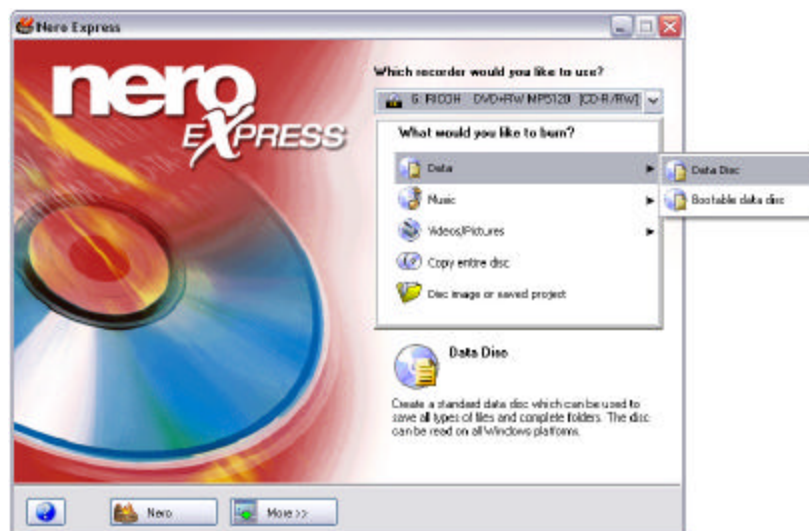 Nero Express
nero
EXPRESS
Which recorder would you like to use?
G: RICOH DVD+RW MP5120 [CD-R/RW]
What would you like to burn?
Data
Data Disc
Music
Bootable data disc
Videos/Pictures
Copy entire disc
Disc image or saved project
Data Disc
Create a standard data disc which can be used to
save all types of files and complete folders. The disc
can be read on all Windows platforms.
Nero
More >>